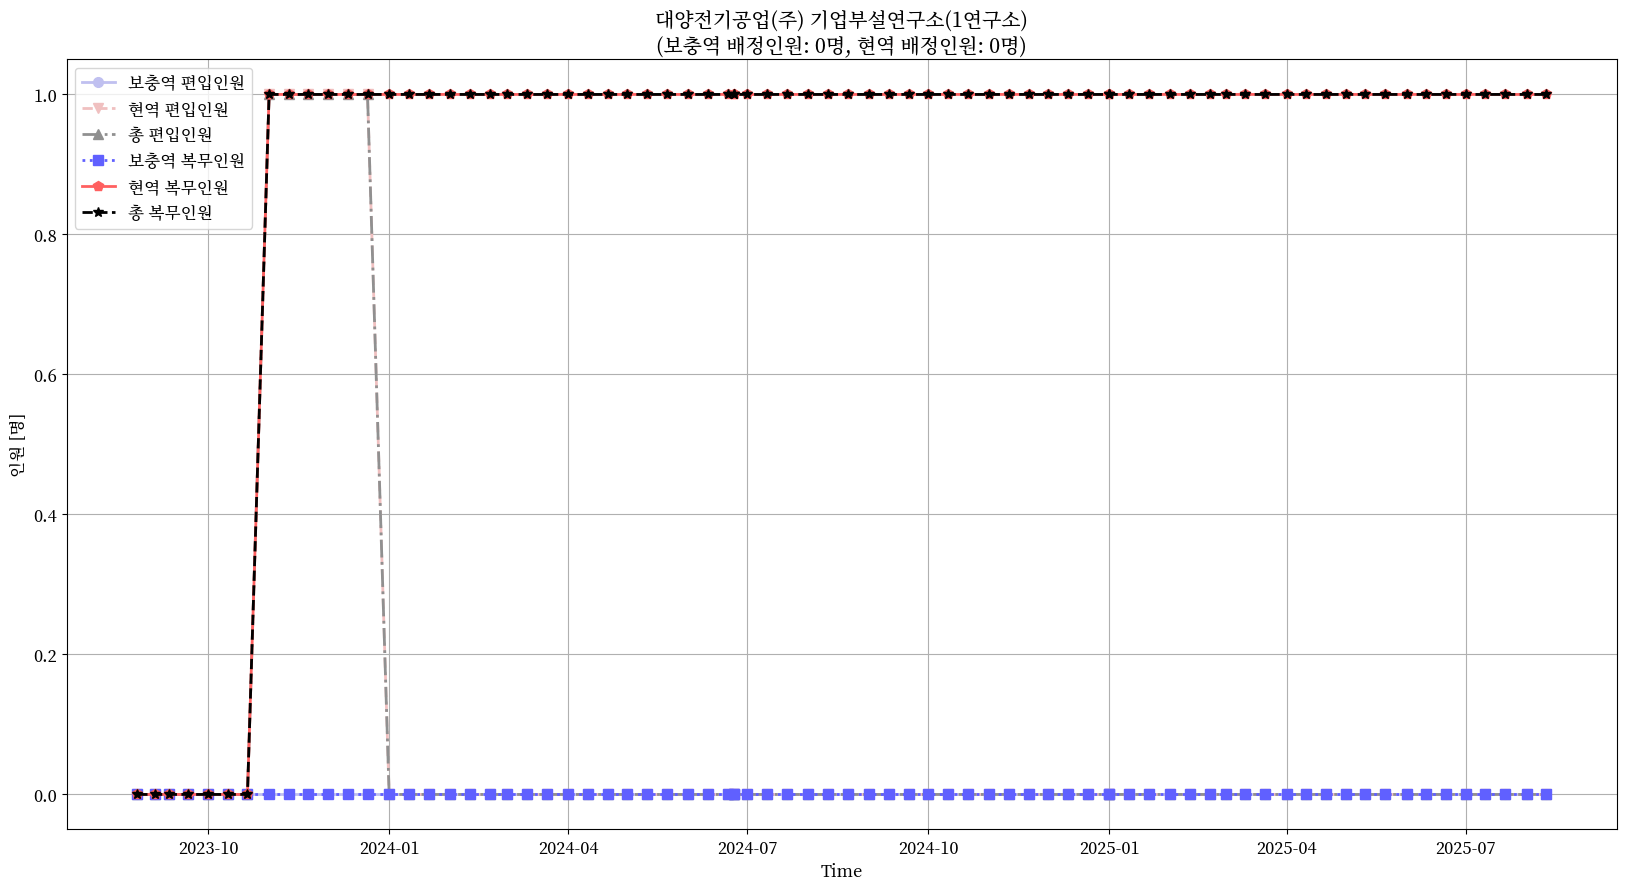 대양전기공업(주) 기업부설연구소(1연구소)
(보충역 배정인원: 0명, 현역 배정인원: 0명)
보충역 편입인원
현역 편입인원
총 편입인원
보충역 복무인원
현역 복무인원
총 복무인원
1.0
0.8
0.6
0.4
0.2
0.0
인원 [명]
2023-10
2024-01
2024-04
2024-07
2024-10
2025-01
2025-04
2025-07
Time